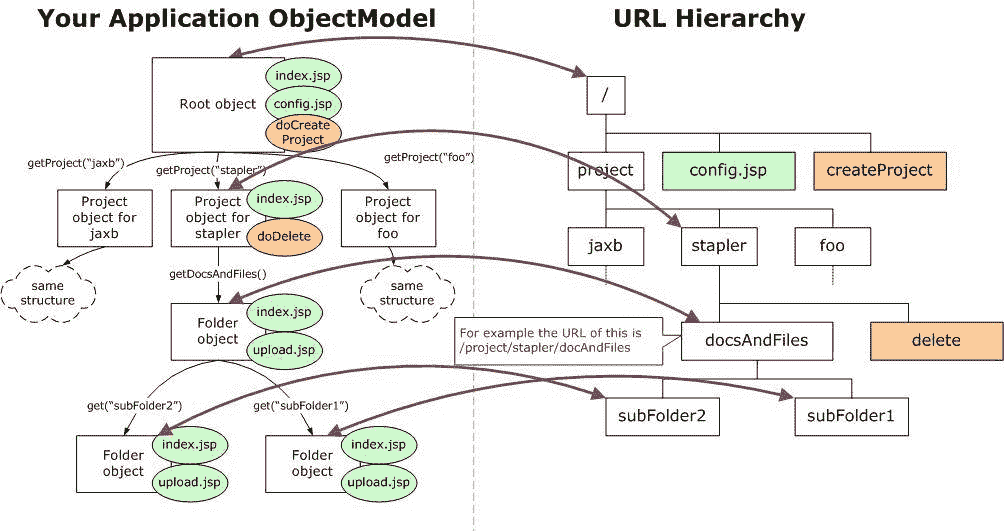 Your Application ObjectModel
URL Hierarchy
Root object
index.jsp
config.jsp
doCreate
Project
getProject("jaxb")
getProject("stapler")
getProject("foo")
Project
object for
jaxb
Project
object for
stapler
index.jsp
doDelete
Project
object for
foo
same
structure
getDocsAndFiles()
same
structure
Folder
object
index.jsp
upload.jsp
get("subFolder2")
get("subFolder1")
Folder
object
index.jsp
upload.jsp
Folder
object
index.jsp
upload.jsp
/
project
config.jsp
createProject
jaxb
stapler
foo
For example the URL of this is
/project/stapler/docAndFiles
docsAndFiles
delete
subFolder2
subFolder1